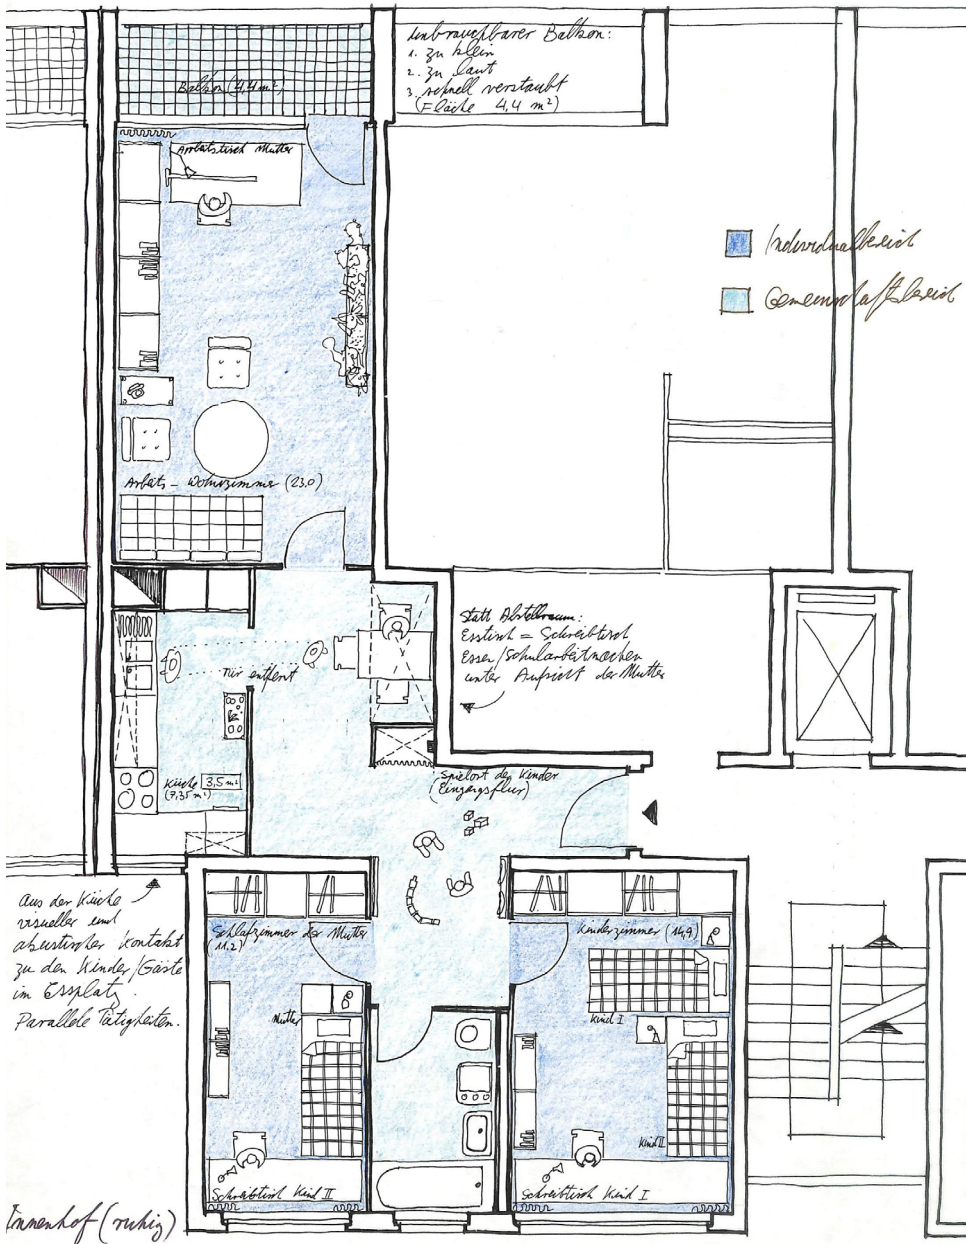 Unbrauchbarer Balkon:
1. zu klein
2. zu laut
3. schnell verstaubt
(Fläche 4,4 m²)
Balkon (4,4 m²)
Arbeitstisch Mutter
Individualbereich
Gemeinschaftsbereich
Arbeits - Wohnzimmer (23.0)
Statt Abstellraum:
Esstisch = Schreibtisch
Essen/Schularbeitmachen
unter Aufsicht der Mutter
Tür entfernt
Küche 3,5 m²
(7,35 m²)
Spielort der Kinder
(Eingangsflur)
Aus der Küche
visueller und
akustischer Kontakt
zu den Kinder/Gäste
im Essplatz.
Parallele Tätigkeiten.
Schlafzimmer der Mutter
(11,2)
Kinderzimmer (14,9)
Mutter
Kind I
Kind II
Schreibtisch Kind II
Schreibtisch Kind I
Innenhof (ruhig)